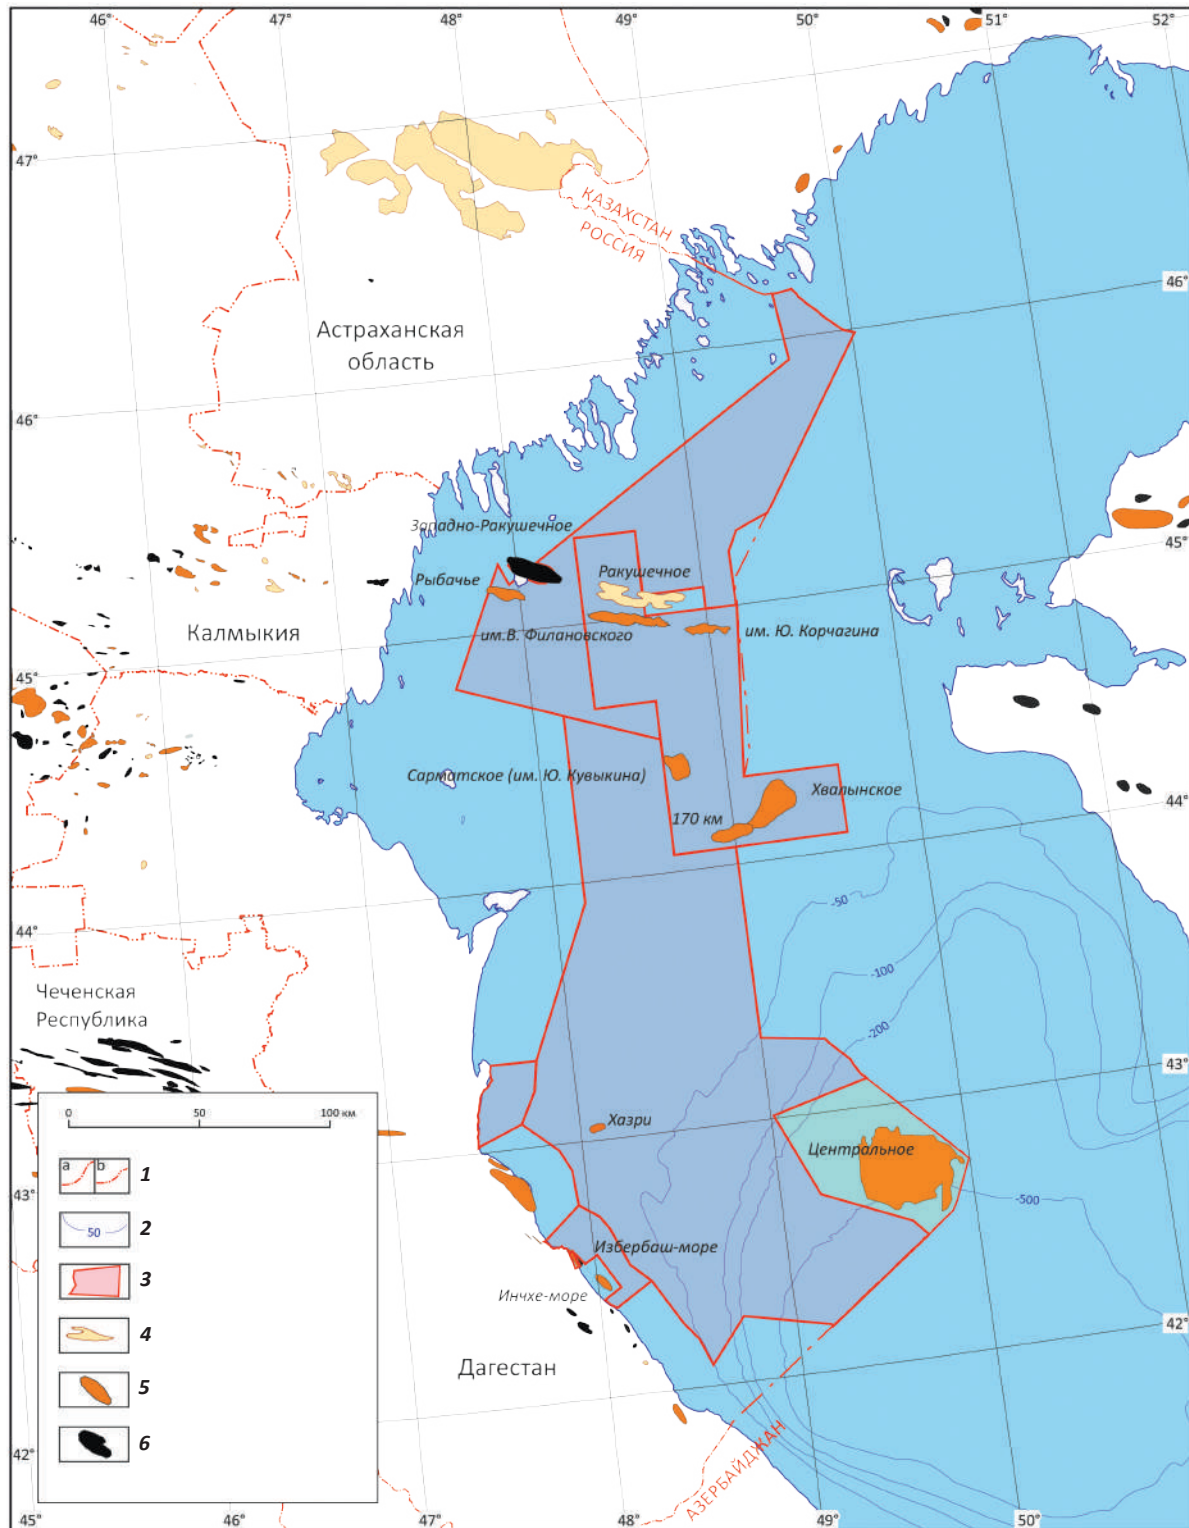 46°
47°
48°
49°
50°
51°
52°
47°
КАЗАХСТАН
РОССИЯ
46°
Астраханская
область
46°
Западно-Ракушечное
45°
Рыбачье
Ракушечное
Калмыкия
им.В. Филановского
им. Ю. Корчагина
45°
Сарматское (им. Ю. Кувыкина)
Хвалынское
44°
170 км
-50
44°
-100
Чеченская
Республика
-200
43°
0
50
100 км
Хазри
Центральное
a
b
1
43°
-500
50
2
Избербаш-море
3
Инчхе-море
42°
4
Дагестан
5
АЗЕРБАЙДЖАН
6
42°
45°
46°
47°
48°
49°
50°